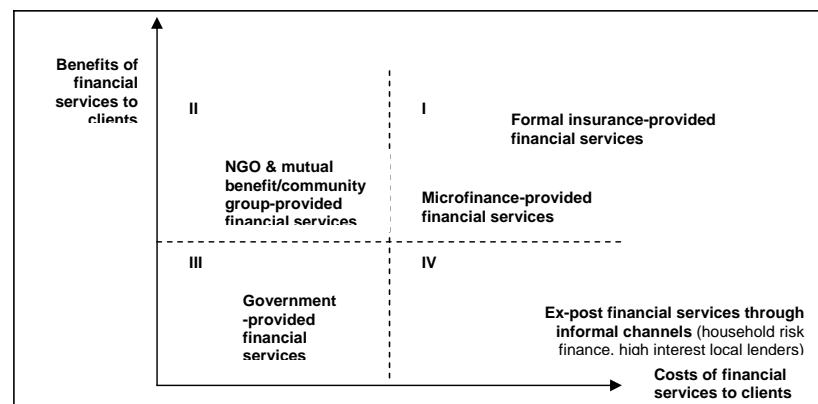 Benefits of
financial
services to
clients
II
I
Formal insurance-provided
financial services
NGO & mutual
benefit/community
group-provided
financial services
Microfinance-provided
financial services
III
IV
Government
-provided
financial
services
Ex-post financial services through
informal channels (household risk
finance, high interest local lenders)
Costs of financial
services to clients